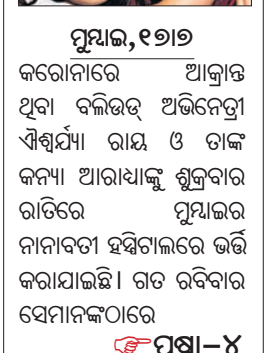 ମୁମ୍ବାଇ,୧୭ା୭
କରୋନାରେ ଆକ୍ରାନ୍ତ
ଥିବା ବଲିଉଡ୍ ଅଭିନେତ୍ରୀ
ଐଶ୍ୱର୍ଯ୍ୟା ରାୟ ଓ ତାଙ୍କ
କନ୍ୟା ଆରାଧ୍ୟାଙ୍କୁ ଶୁକ୍ରବାର
ରାତିରେ ମୁମ୍ବାଇର
ନାନାବତୀ ହସ୍ପିଟାଲରେ ଭର୍ତ୍ତି
କରାଯାଇଛି। ଗତ ରବିବାର
ସେମାନଙ୍କଠାରେ
ପୃଷ୍ଠା–୪